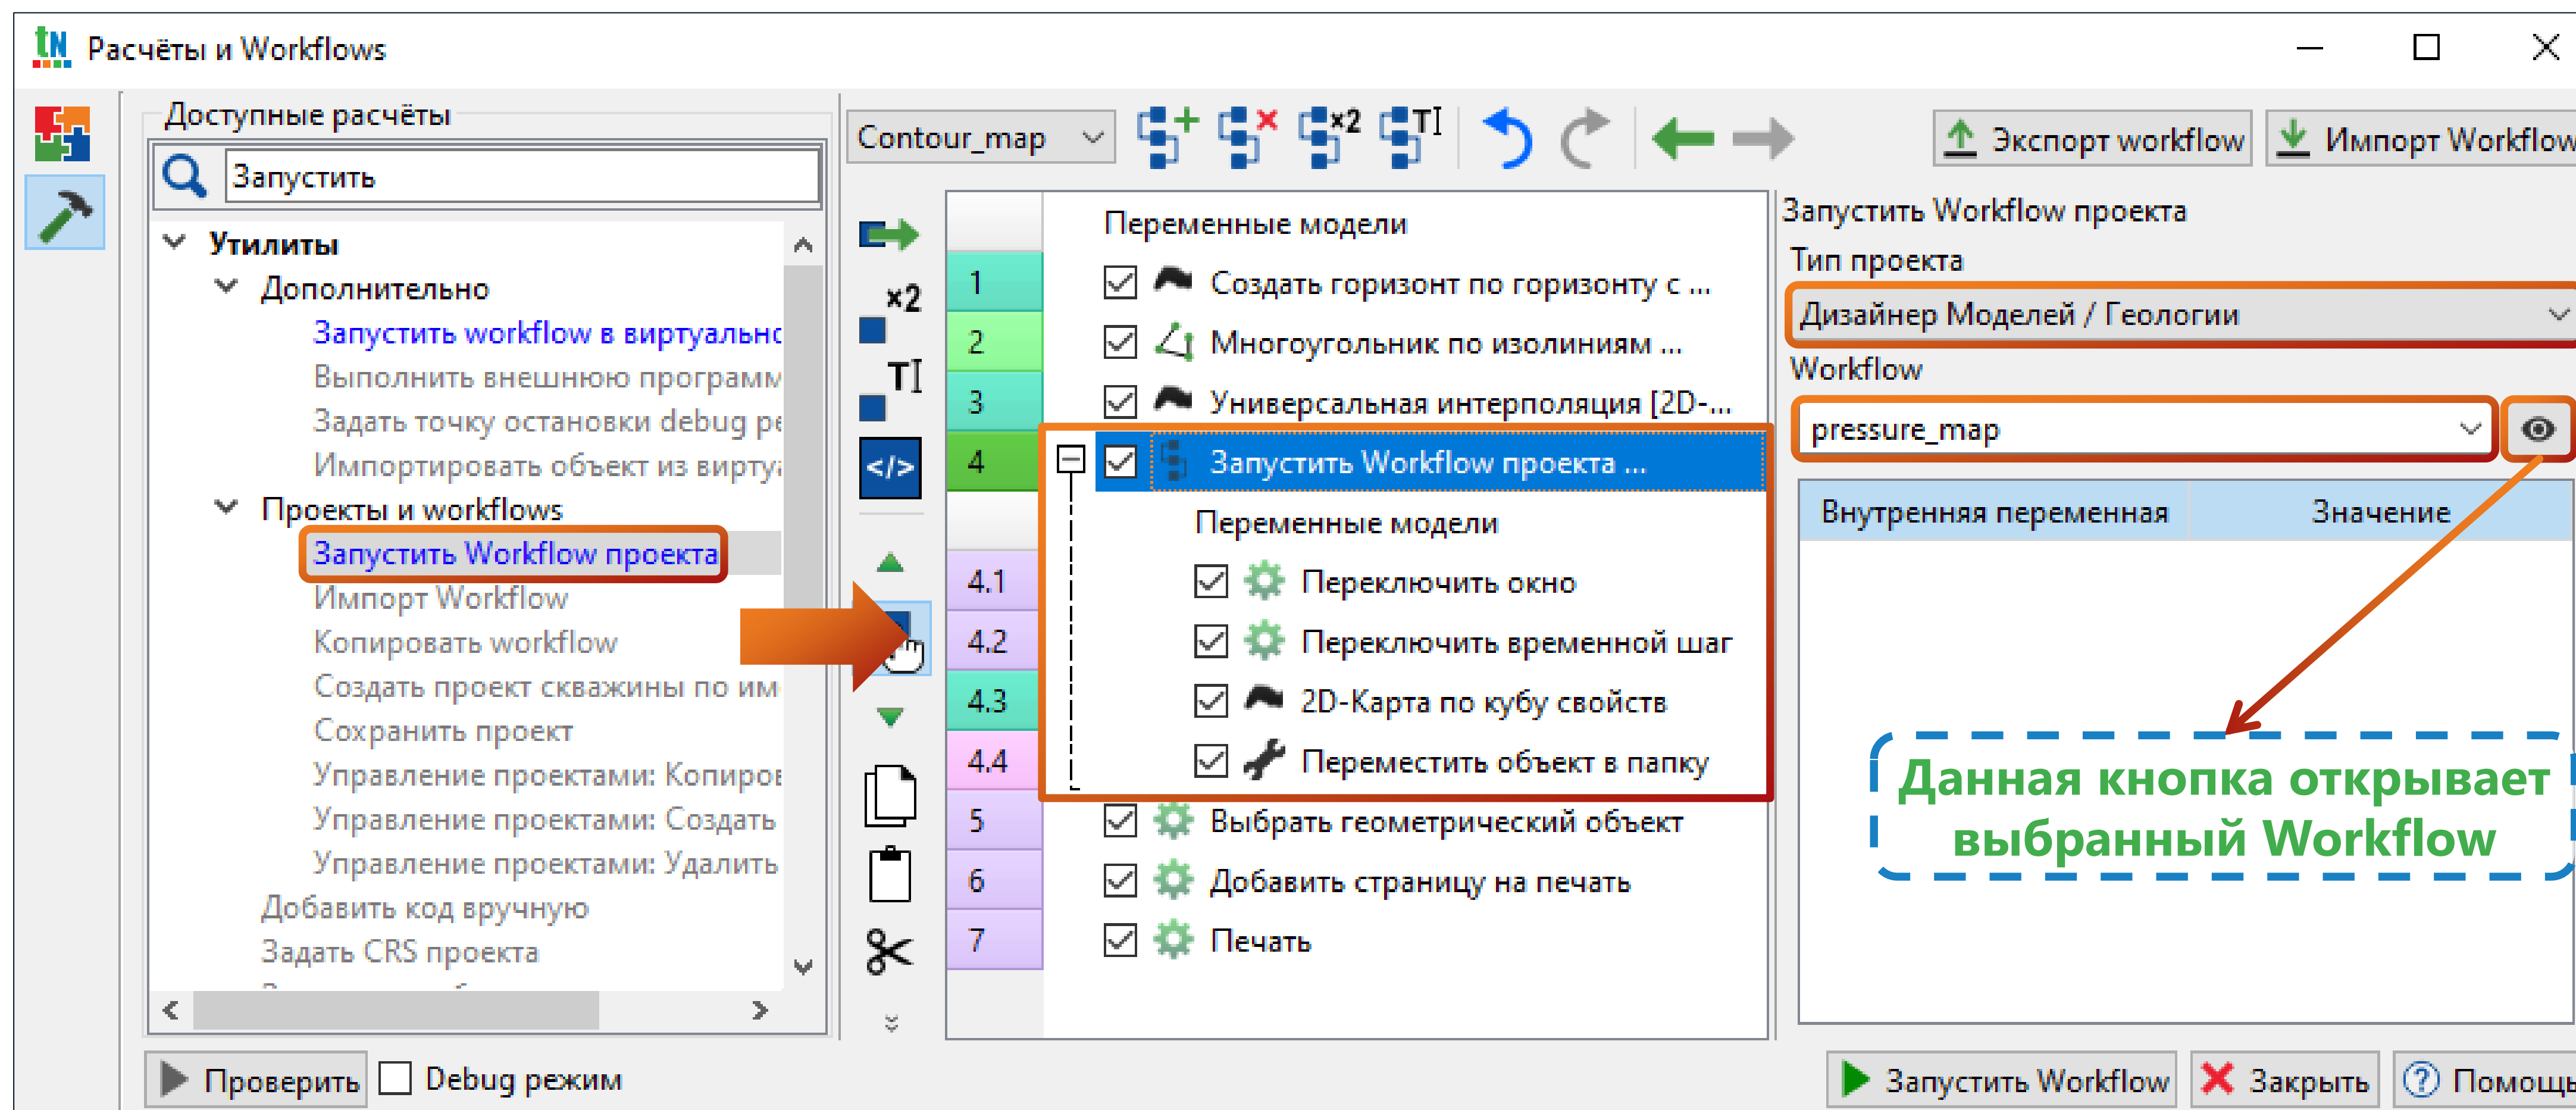 tN Расчёты и Workflows
Доступные расчёты
Запустить
Утилиты
Дополнительно
Запустить workflow в виртуально
Выполнить внешнюю программ
Задать точку остановки debug ре
Импортировать объект из вирту
Проекты и workflows
Запустить Workflow проекта
Импорт Workflow
Копировать workflow
Создать проект скважины по им
Сохранить проект
Управление проектами: Копиров
Управление проектами: Создать
Управление проектами: Удалить
Добавить код вручную
Задать CRS проекта
Проверить
Debug режим
Contour_map
×2
T
Экспорт workflow
Импорт Workflow
×2
T
</>
Переменные модели
1 Создать горизонт по горизонту с ...
2 Многоугольник по изолиниям ...
3 Универсальная интерполяция [2D-...
4 Запустить Workflow проекта ...
Переменные модели
4.1 Переключить окно
4.2 Переключить временной шаг
4.3 2D-Карта по кубу свойств
4.4 Переместить объект в папку
5 Выбрать геометрический объект
6 Добавить страницу на печать
7 Печать
Запустить Workflow проекта
Тип проекта
Дизайнер Моделей / Геологии
Workflow
pressure_map
Внутренняя переменная Значение
Данная кнопка открывает
выбранный Workflow
Запустить Workflow
Закрыть
? Помощь